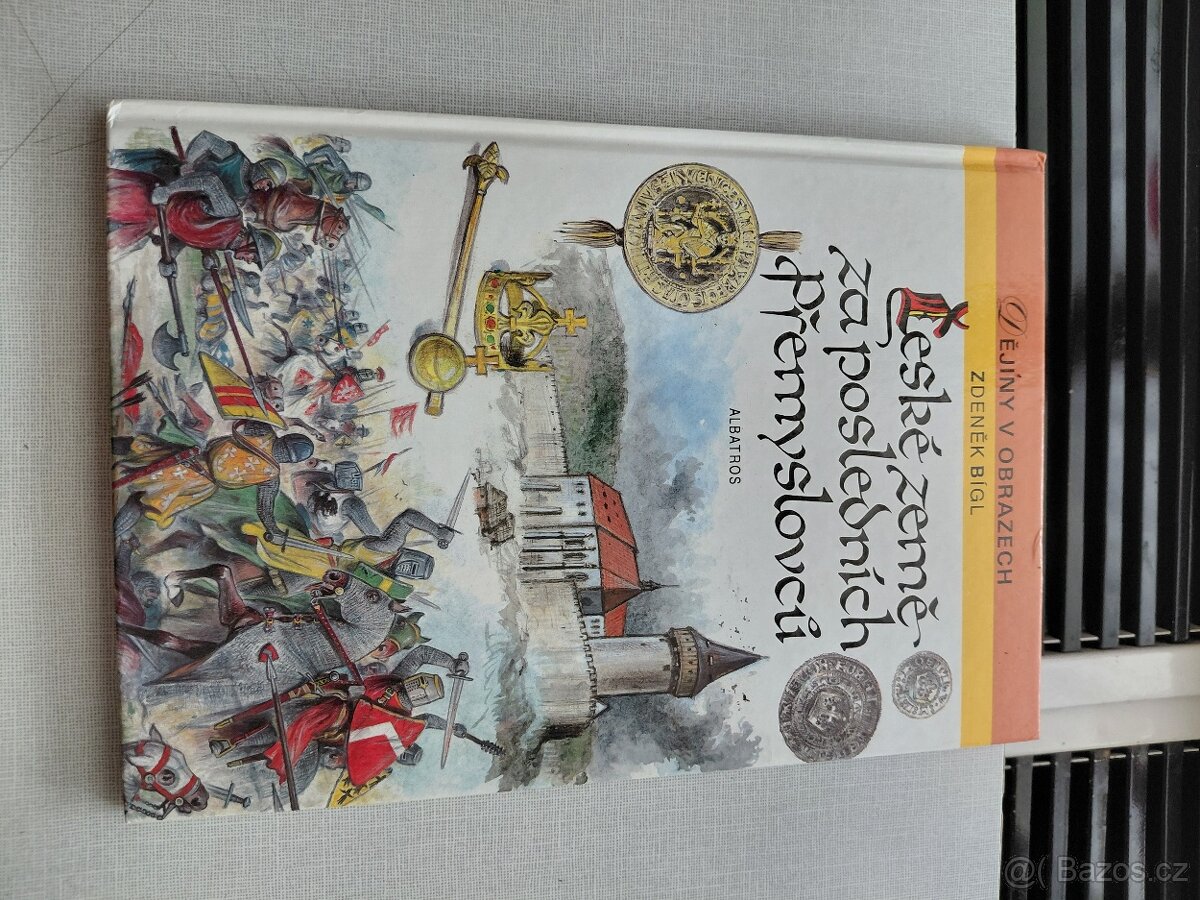 DĚJINY V OBRAZECH
ZDENĚK BÍGL
České země
za posledních
Přemyslovců
ALBATROS
@( Bazos.cz